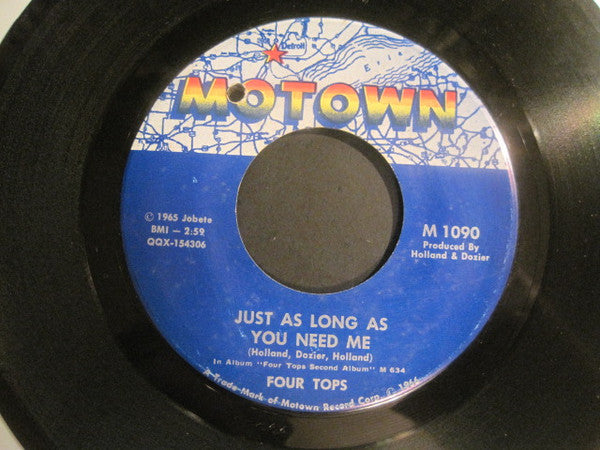 Detroit
Erie
MOTOWN
© 1965 Jobete
BMI — 2:59
QQX-154306
M 1090
Produced By
Holland & Dozier
JUST AS LONG AS
YOU NEED ME
(Holland, Dozier, Holland)
In Album "Four Tops Second Album" M 634
FOUR TOPS
A Trade-Mark of Motown Record Corp. © 1964